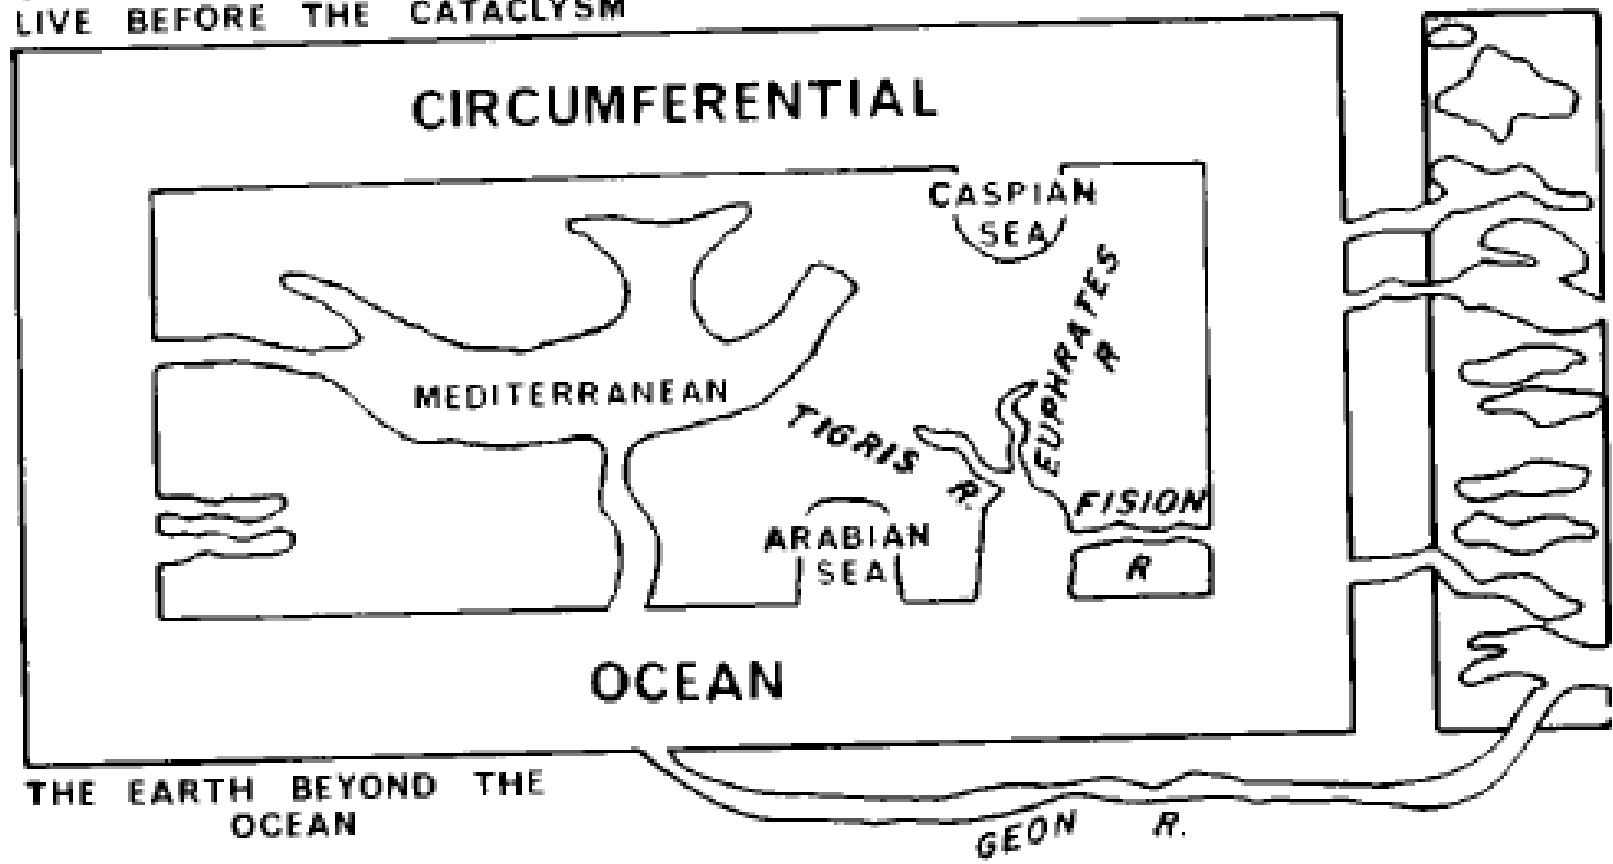 LIVE BEFORE THE CATACLYSM
CIRCUMFERENTIAL
CASPIAN
SEA
EUPHRATES
R
MEDITERRANEAN
TIGRIS
R.
FISION
R
ARABIAN
SEA
OCEAN
THE EARTH BEYOND THE
OCEAN
GEON R.